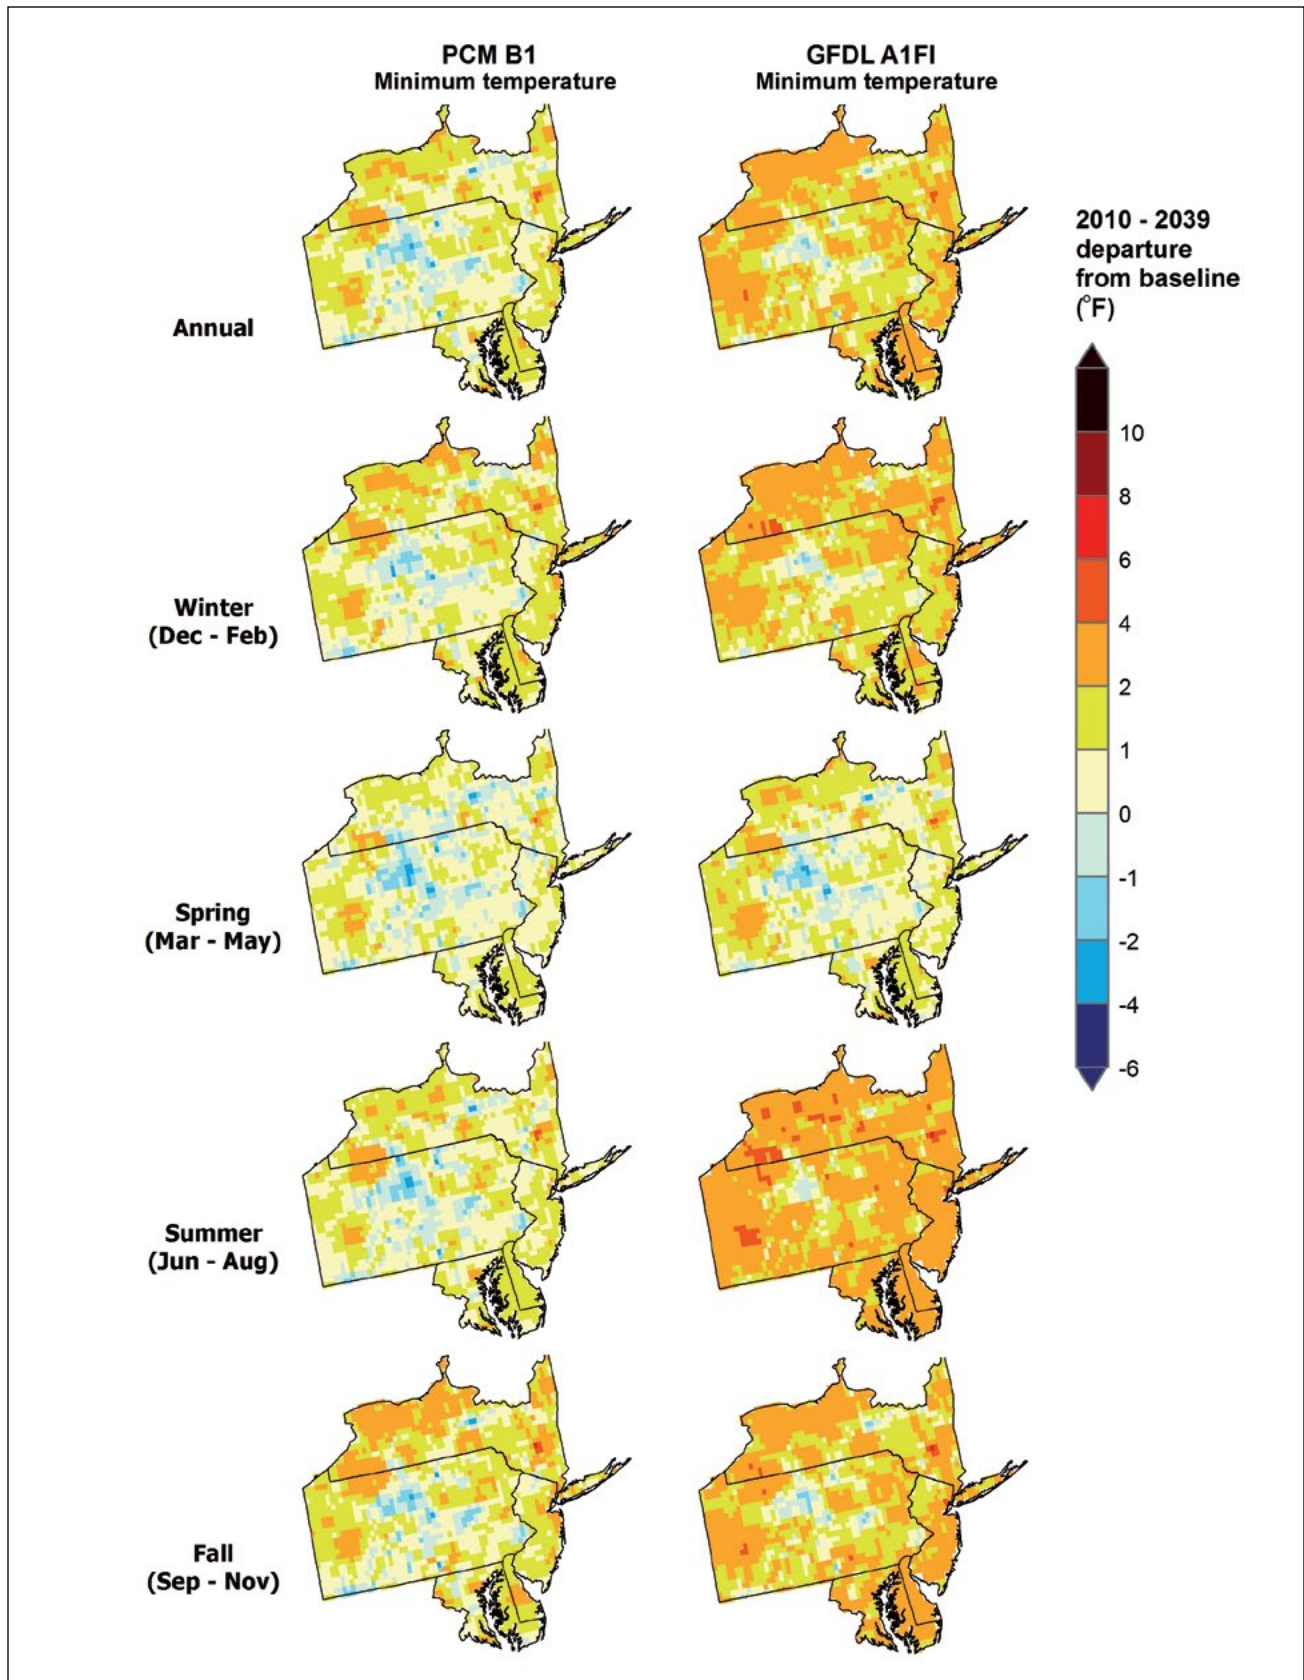 PCM B1
Minimum temperature
GFDL A1FI
Minimum temperature
2010 - 2039
departure
from baseline
(°F)
Annual
10
8
6
4
2
1
0
-1
-2
-4
-6
Winter
(Dec - Feb)
Spring
(Mar - May)
Summer
(Jun - Aug)
Fall
(Sep - Nov)